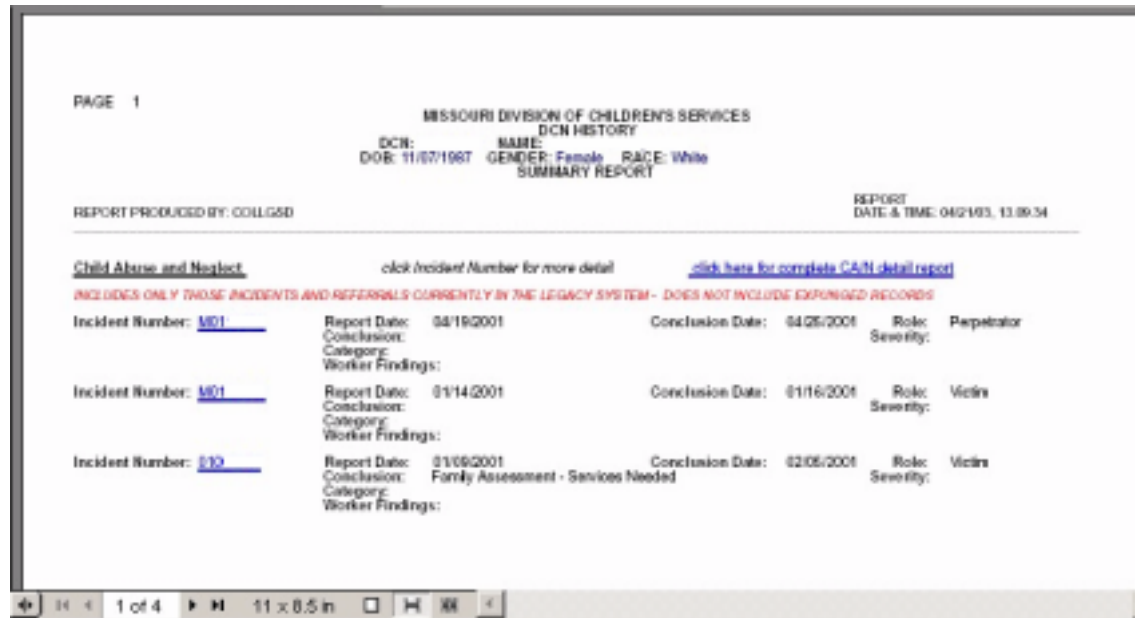 PAGE 1
MISSOURI DIVISION OF CHILDREN'S SERVICES
DCN HISTORY
DCN: NAME:
DOB: 11/07/1987 GENDER: Female RACE: White
SUMMARY REPORT
REPORT
REPORT PRODUCED BY: COLLGSD DATE & TIME: 04/21/03, 13.09.34
Child Abuse and Neglect click Incident Number for more detail click here for complete CA/N detail report
INCLUDES ONLY THOSE INCIDENTS AND REFERRALS CURRENTLY IN THE LEGACY SYSTEM - DOES NOT INCLUDE EXPUNGED RECORDS
Incident Number: M01 Report Date: 04/19/2001 Conclusion Date: 04/25/2001 Role: Perpetrator
Conclusion: Severity:
Category:
Worker Findings:
Incident Number: M01 Report Date: 01/14/2001 Conclusion Date: 01/16/2001 Role: Victim
Conclusion: Severity:
Category:
Worker Findings:
Incident Number: 010 Report Date: 01/09/2001 Conclusion Date: 02/05/2001 Role: Victim
Conclusion: Family Assessment - Services Needed Severity:
Category:
Worker Findings:
1 of 4 11 x 8.5 in